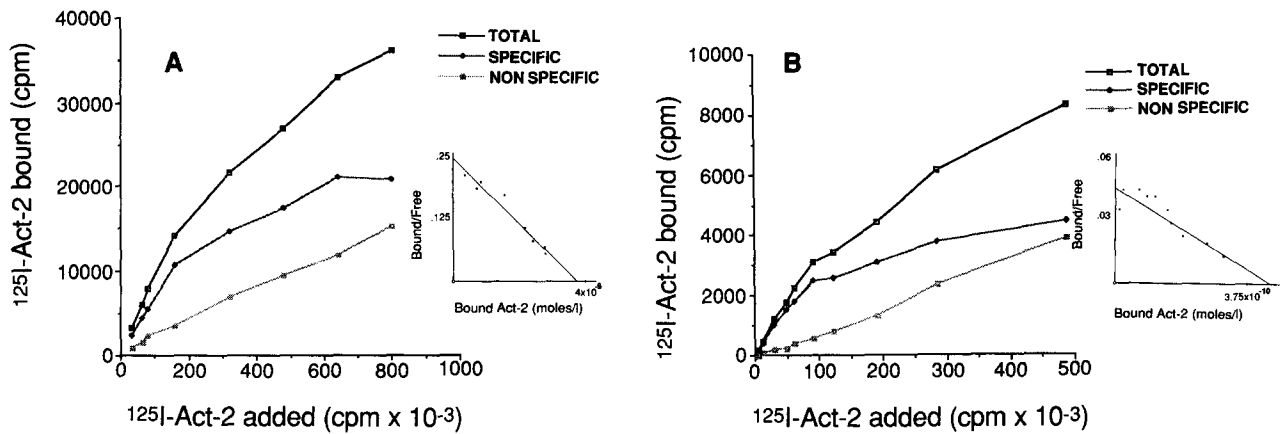 A
¹²⁵I-Act-2 bound (cpm)
40000
30000
20000
10000
0
TOTAL
SPECIFIC
NON SPECIFIC
0 200 400 600 800 1000
¹²⁵I-Act-2 added (cpm x 10⁻³)
Bound/Free
.25
.125
Bound Act-2 (moles/l)
B
¹²⁵I-Act-2 bound (cpm)
10000
8000
6000
4000
2000
0
TOTAL
SPECIFIC
NON SPECIFIC
0 100 200 300 400 500
¹²⁵I-Act-2 added (cpm x 10⁻³)
Bound/Free
.06
.03
3.75x10⁻¹⁰
Bound Act-2 (moles/l)